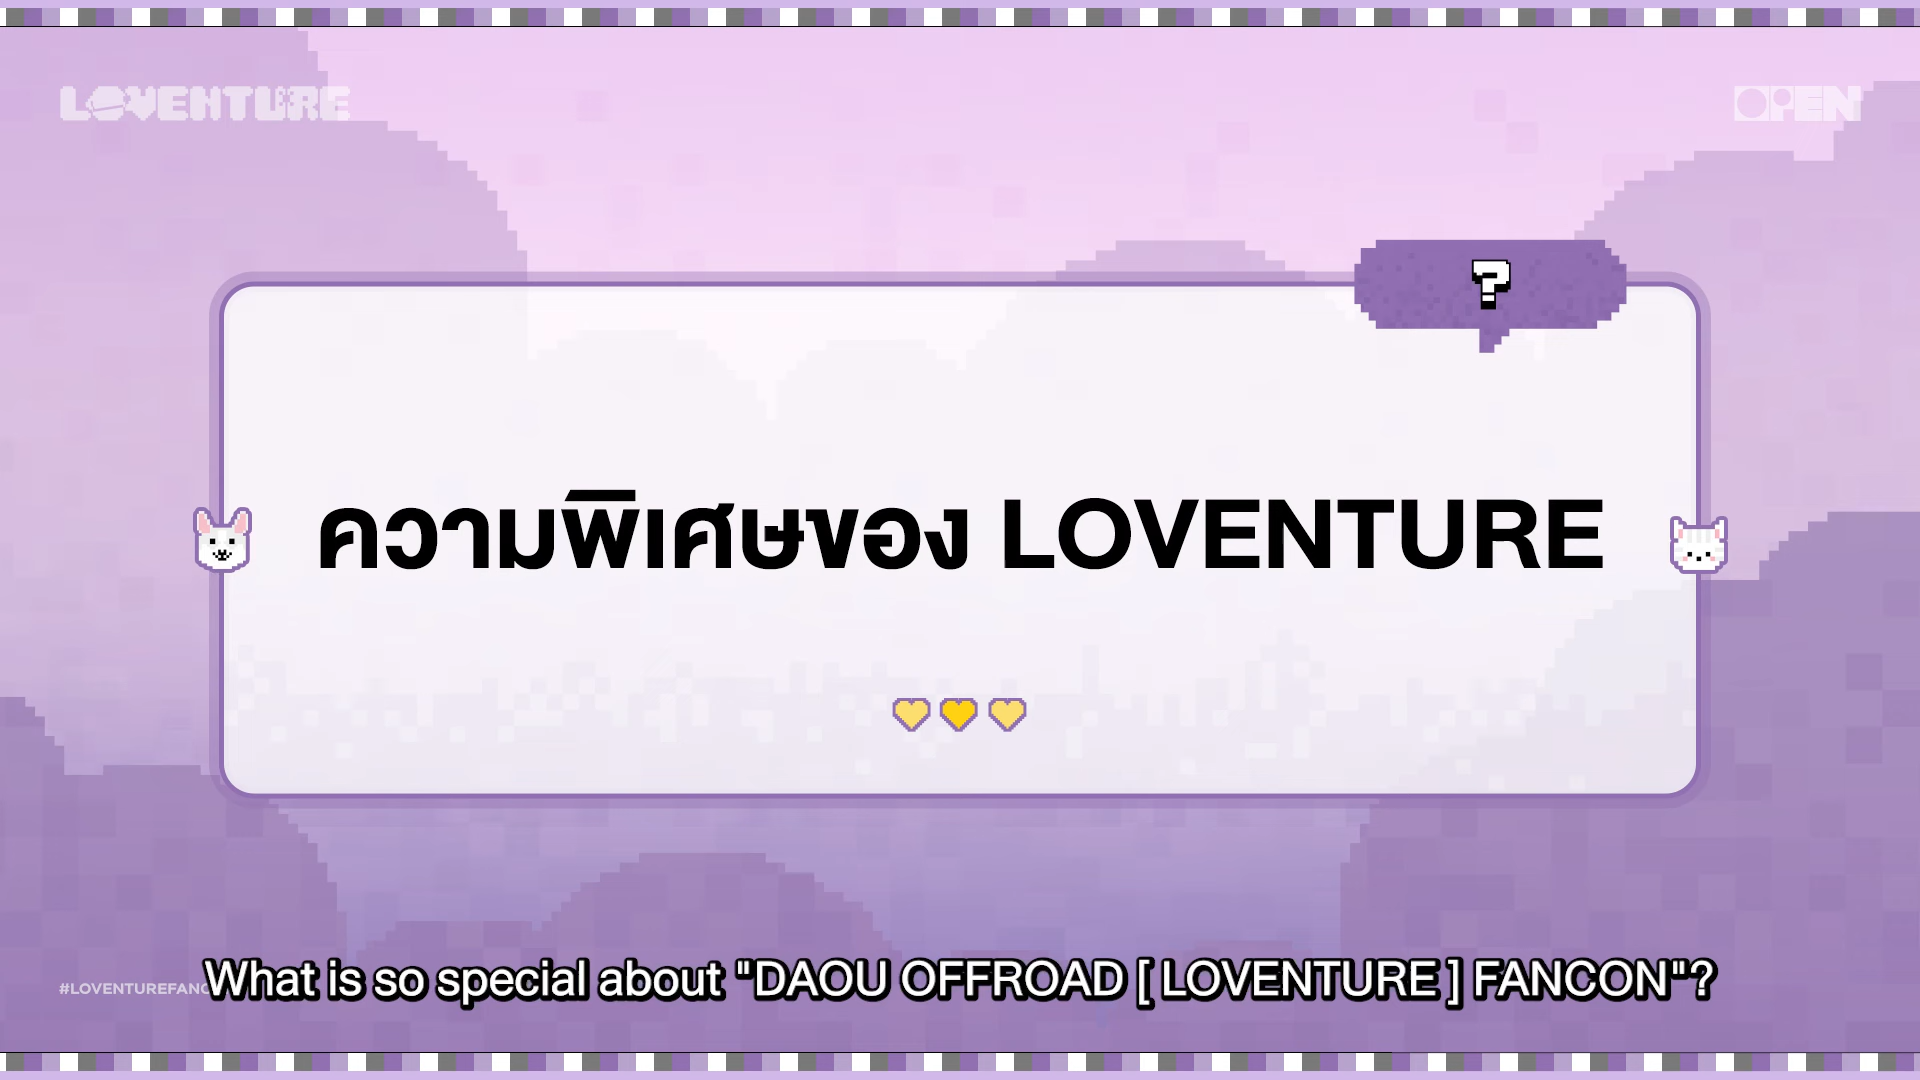 LOVENTURE
OPEN
?
ความพิเศษของ LOVENTURE
What is so special about "DAOU OFFROAD [ LOVENTURE ] FANCON"?
#LOVENTUREFANC